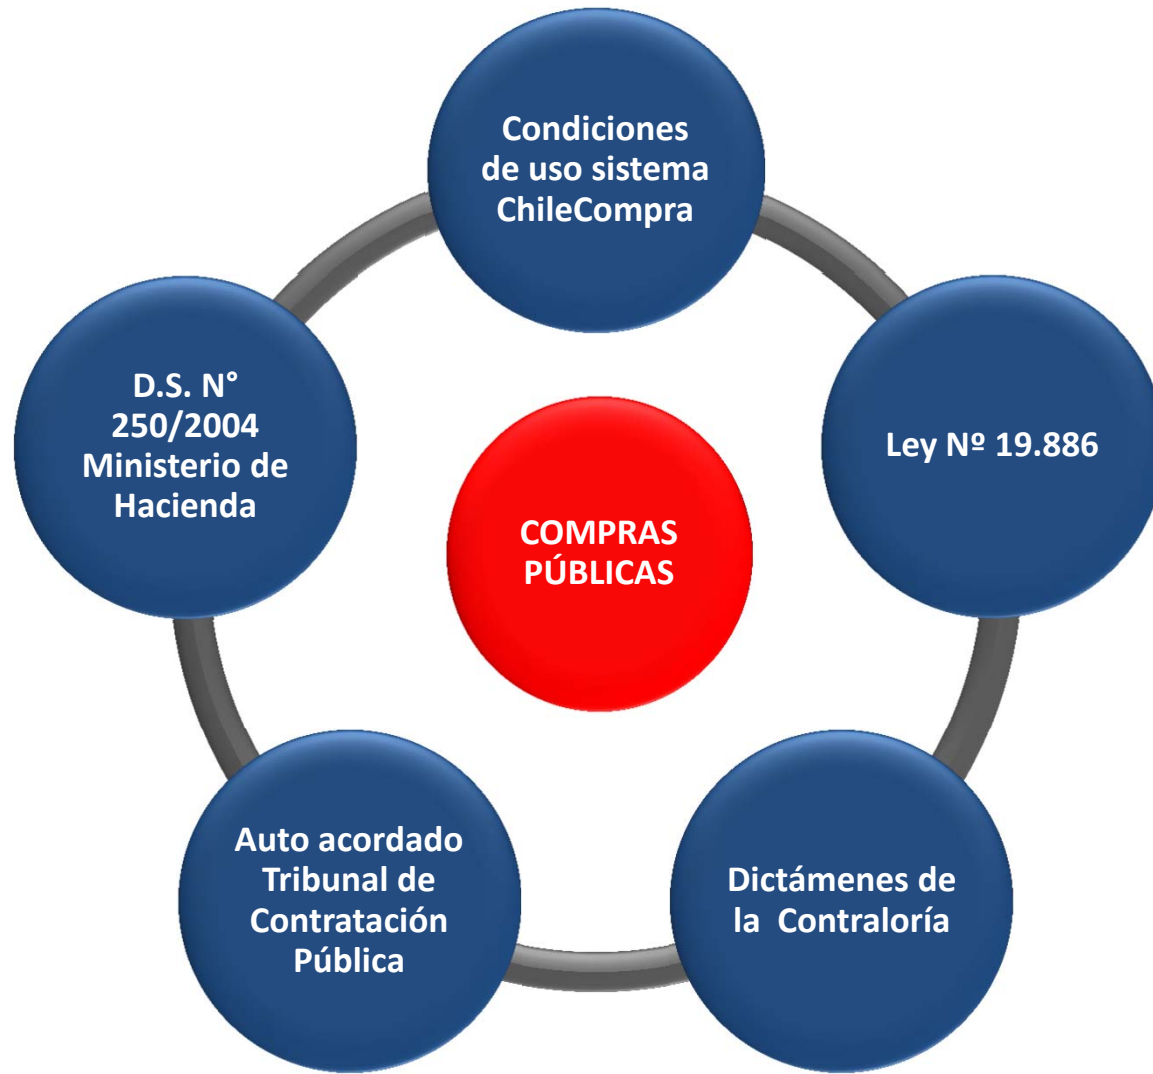 Condiciones
de uso sistema
ChileCompra
Ley Nº 19.886
Dictámenes de
la Contraloría
Auto acordado
Tribunal de
Contratación
Pública
D.S. N°
250/2004
Ministerio de
Hacienda
COMPRAS
PÚBLICAS